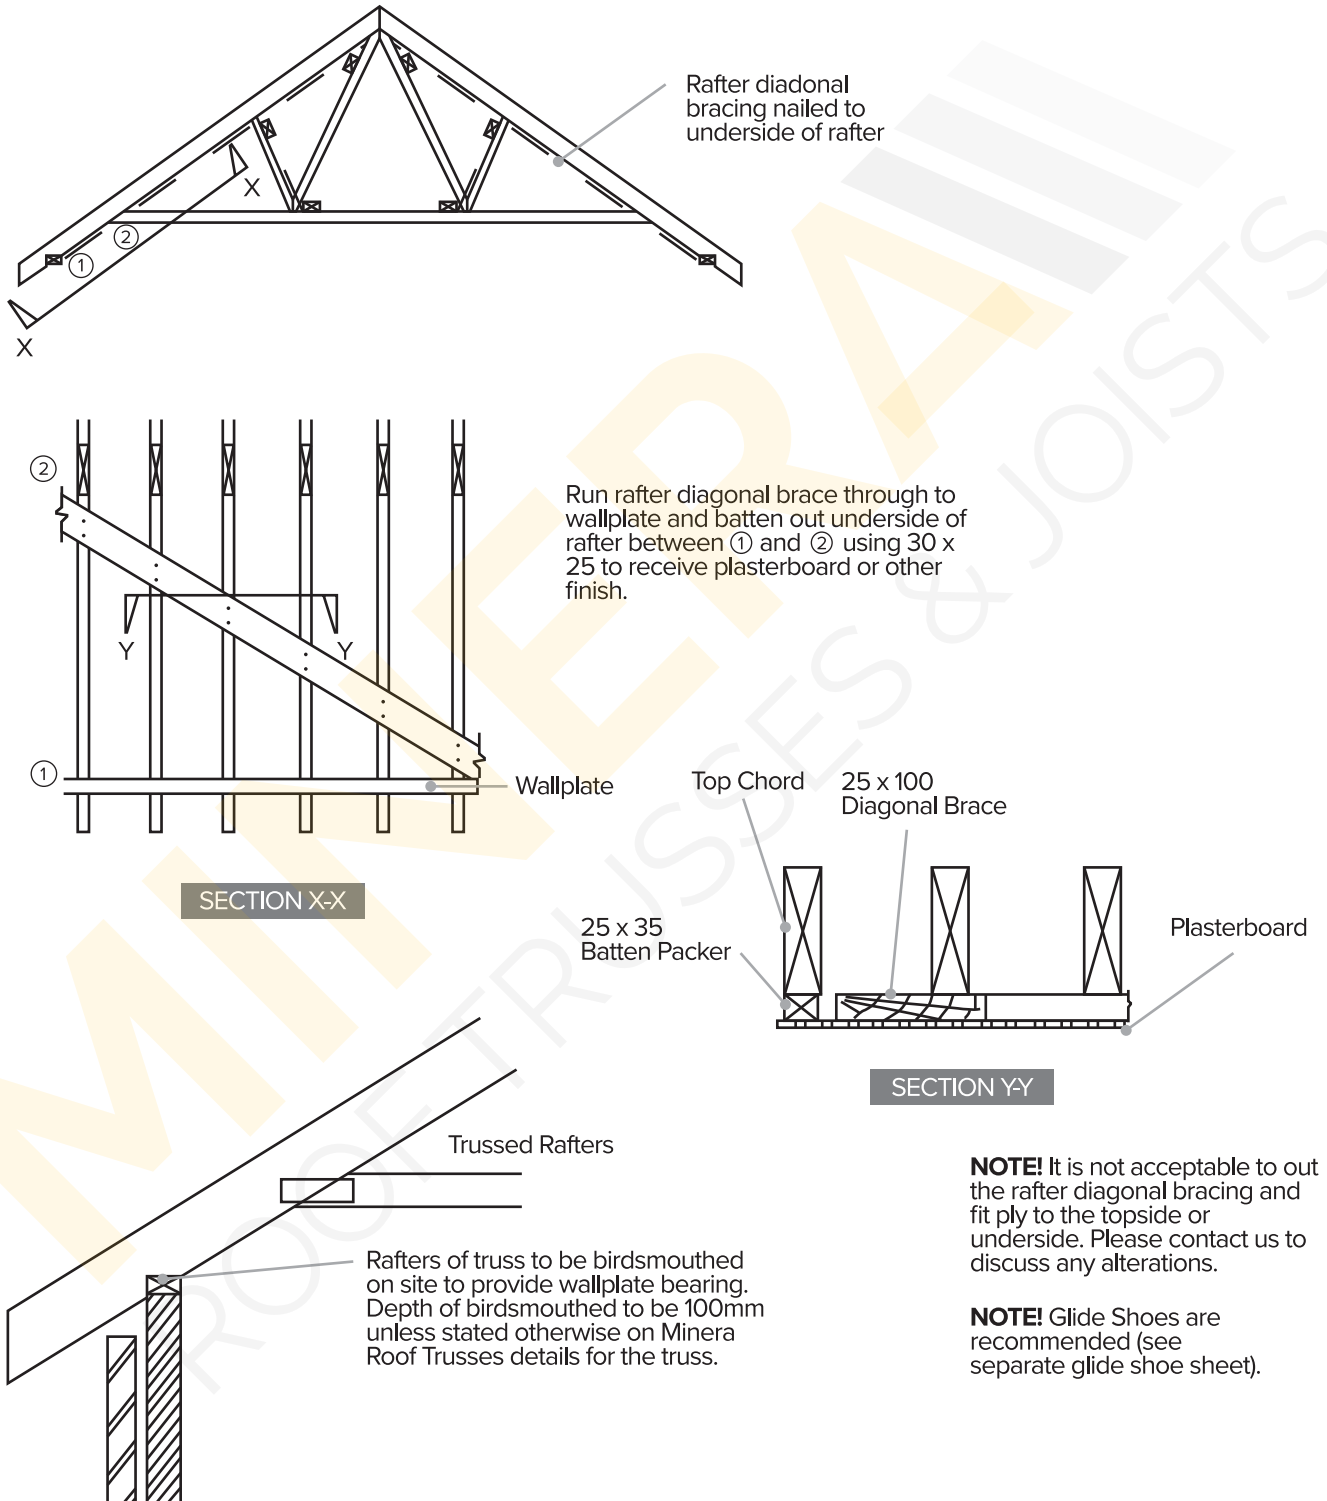 Rafter diadonal
bracing nailed to
underside of rafter
X
2
1
X
2
Run rafter diagonal brace through to
wallplate and batten out underside of
rafter between 1 and 2 using 30 x
25 to receive plasterboard or other
finish.
Y Y
1
Wallplate
SECTION X-X
Top Chord
25 x 100
Diagonal Brace
25 x 35
Batten Packer
Plasterboard
SECTION Y-Y
Trussed Rafters
Rafters of truss to be birdsmouthed
on site to provide wallplate bearing.
Depth of birdsmouthed to be 100mm
unless stated otherwise on Minera
Roof Trusses details for the truss.
NOTE! It is not acceptable to out
the rafter diagonal bracing and
fit ply to the topside or
underside. Please contact us to
discuss any alterations.
NOTE! Glide Shoes are
recommended (see
separate glide shoe sheet).
MINERA
ROOF TRUSSES & JOISTS